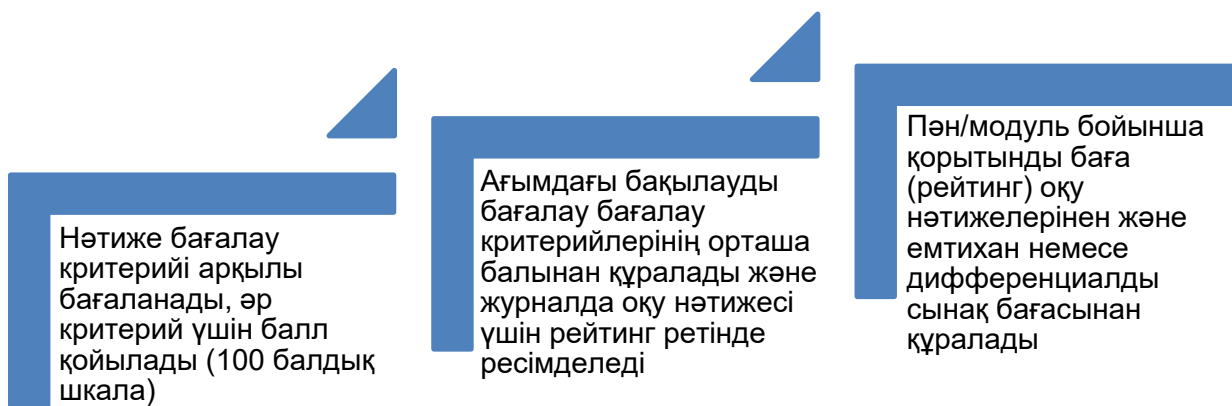 Нәтиже бағалау
критерийі арқылы
бағаланады, әр
критерий үшін балл
қойылады (100 балдық
шкала)
Ағымдағы бақылауды
бағалау бағалау
критерийлерінің орташа
балынан құралады және
журналда оқу нәтижесі
үшін рейтинг ретінде
ресімделеді
Пән/модуль бойынша
қорытынды баға
(рейтинг) оқу
нәтижелерінен және
емтихан немесе
дифференциалды
сынақ бағасынан
құралады